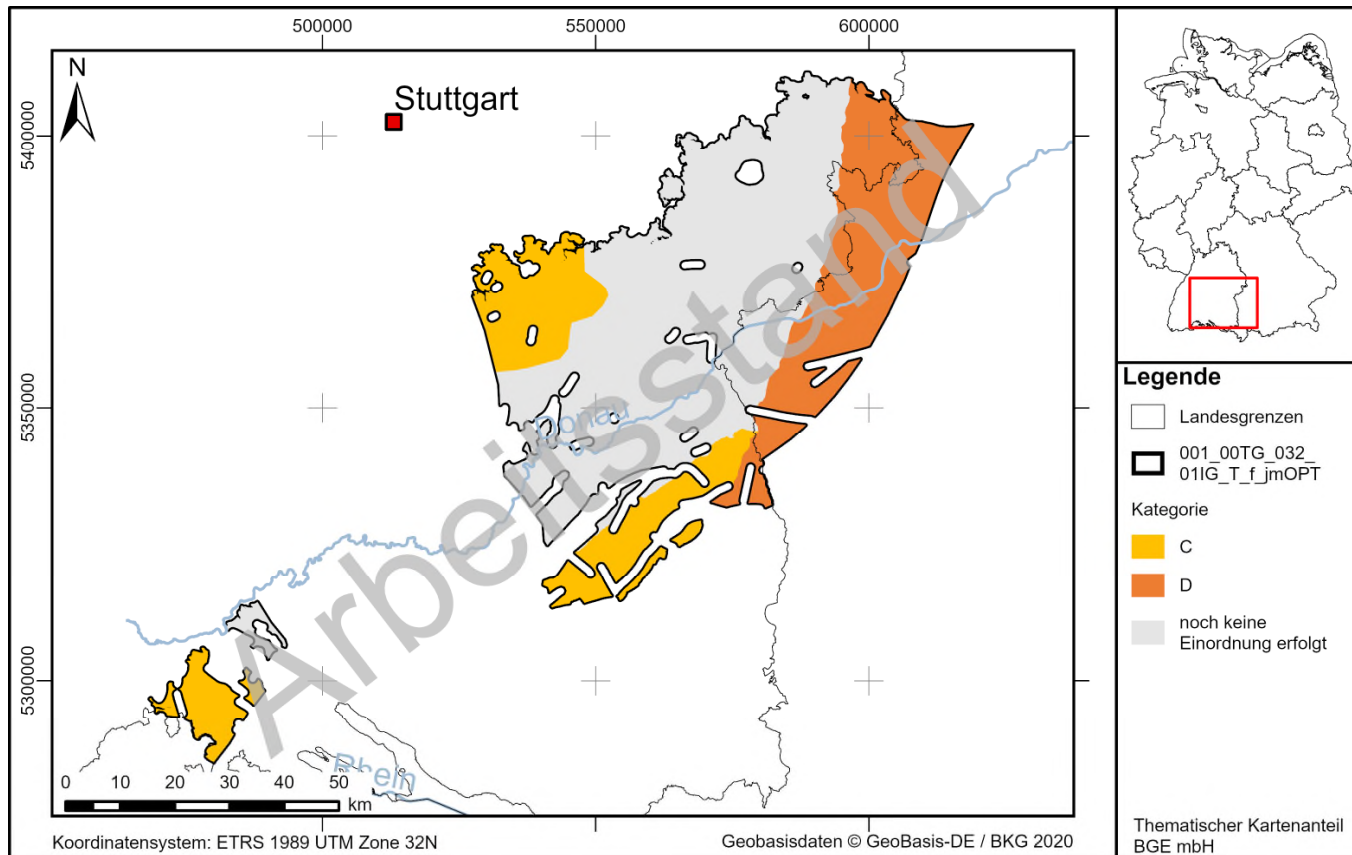 500000
550000
600000
N
Stuttgart
5400000
5350000
5300000
Donau
Rhein
Arbeitsstand
0 10 20 30 40 50
km
Koordinatensystem: ETRS 1989 UTM Zone 32N
Geobasisdaten © GeoBasis-DE / BKG 2020
Legende
Landesgrenzen
001_00TG_032_
01IG_T_f_jmOPT
Kategorie
C
D
noch keine
Einordnung erfolgt
Thematischer Kartenanteil
BGE mbH